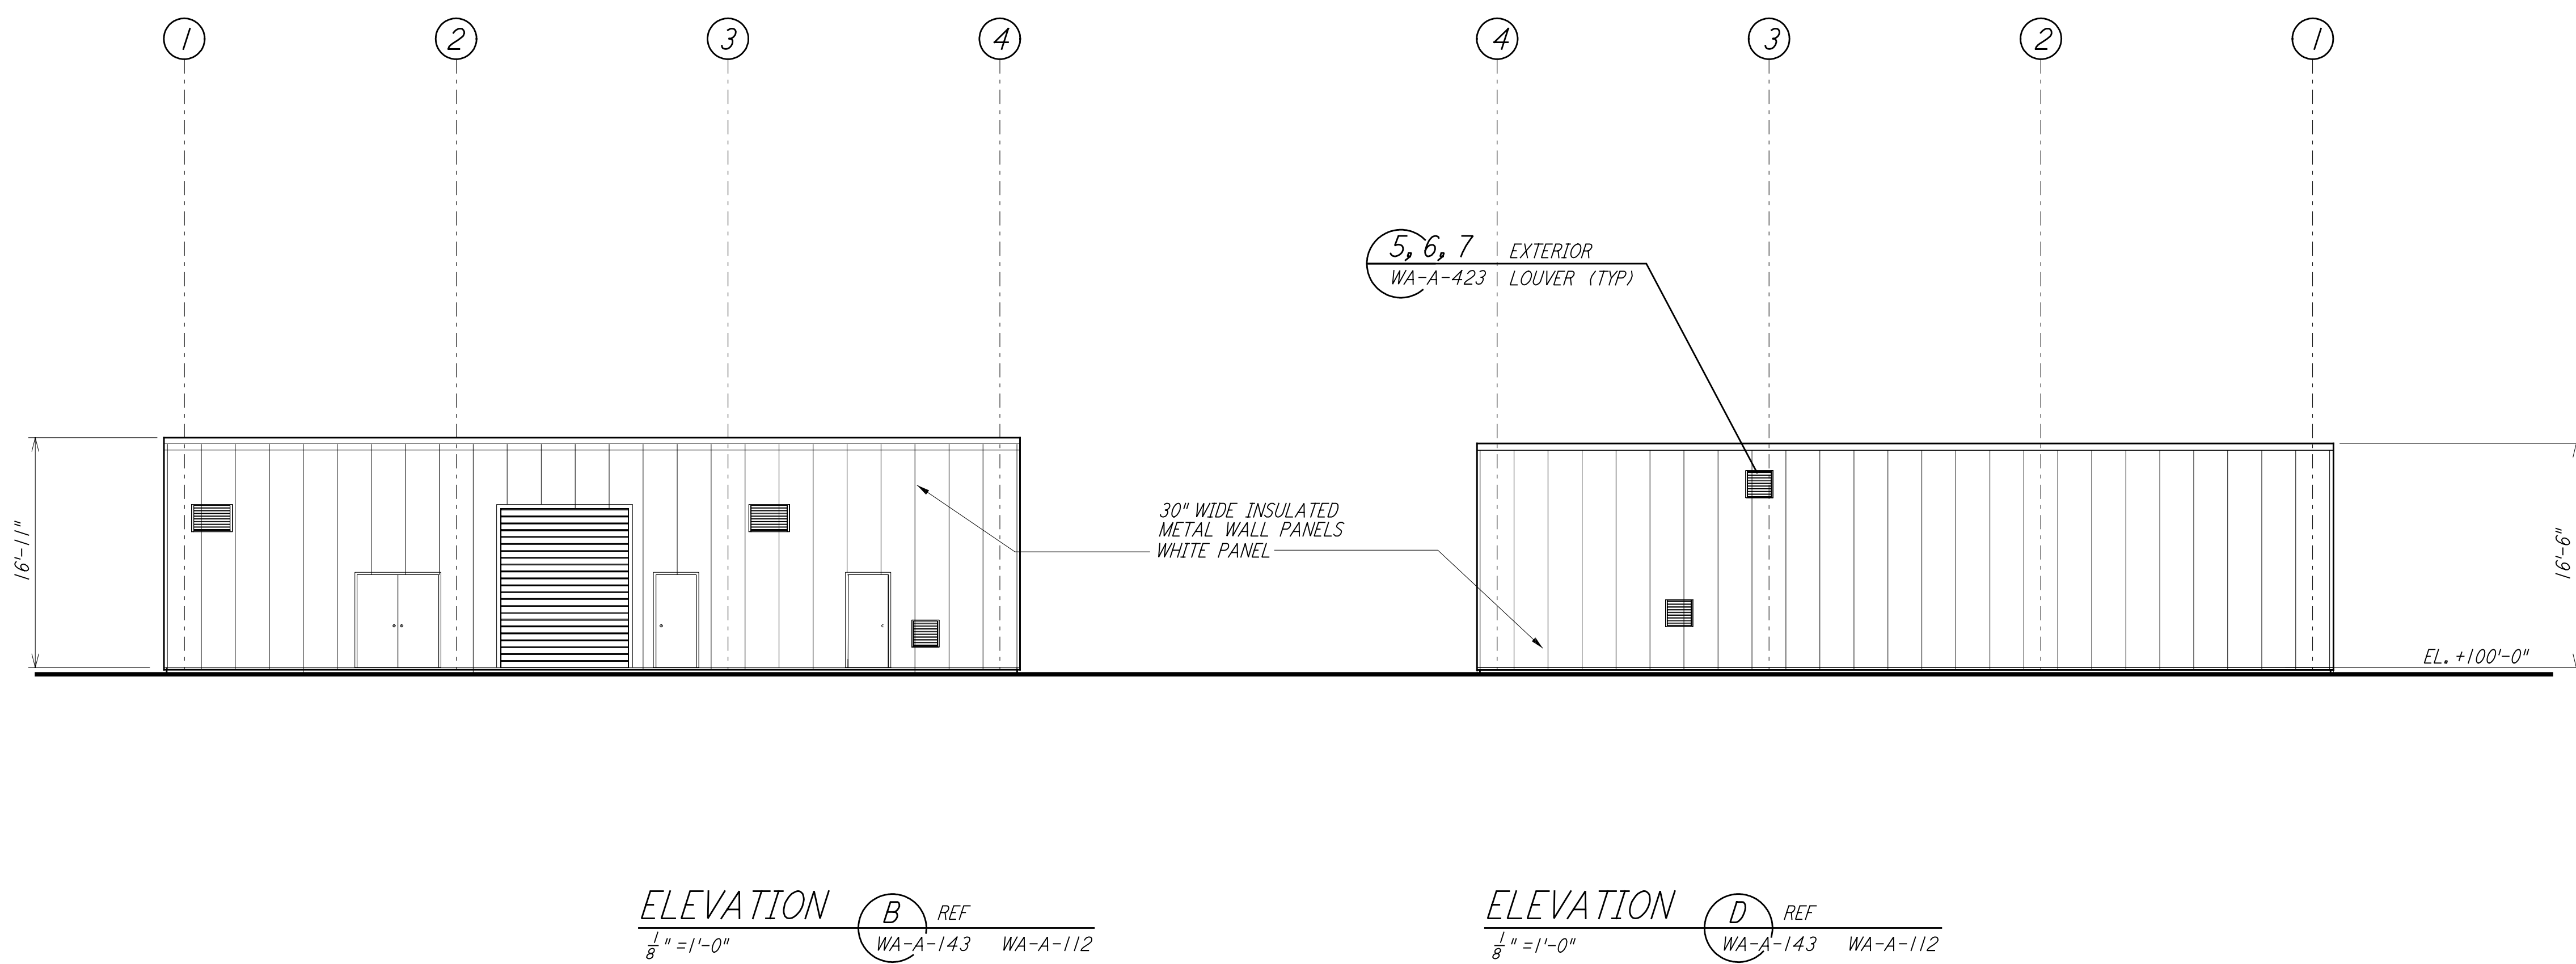 1 2 3 4 4 3 2 1
5, 6, 7 EXTERIOR
WA-A-423 LOUVER (TYP)
16'-11"
30" WIDE INSULATED
METAL WALL PANELS
WHITE PANEL
16'-6"
EL. +100'-0"
ELEVATION B REF
1/8" =1'-0" WA-A-143 WA-A-112
ELEVATION D REF
1/8" =1'-0" WA-A-143 WA-A-112